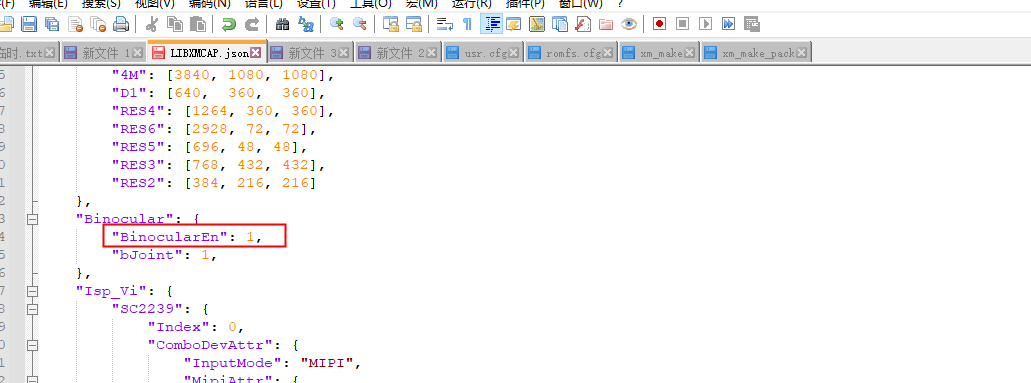 (F) 编辑(E) 搜索(S) 视图(V) 编码(N) 语言(L) 设置(T) 工具(O) 宏(M) 运行(R) 插件(P) 窗口(W) ?
临时.txt 新文件 1 LIBXMCAP.json 新文件 3 新文件 2 usr.cfg romfs.cfg xm_make xm_make_pack
5 "4M": [3840, 1080, 1080],
6 "D1": [640, 360, 360],
7 "RES4": [1264, 360, 360],
8 "RES6": [2928, 72, 72],
9 "RES5": [696, 48, 48],
0 "RES3": [768, 432, 432],
1 "RES2": [384, 216, 216]
2 },
3 "Binocular": {
4 "BinocularEn": 1,
5 "bJoint": 1,
6 },
7 "Isp_Vi": {
8 "SC2239": {
9 "Index": 0,
0 "ComboDevAttr": {
1 "InputMode": "MIPI",
2 "MipiAttr": {